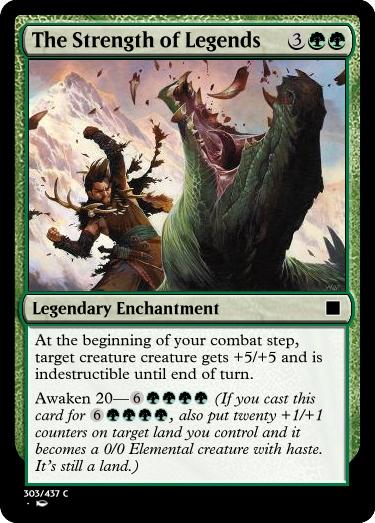 The Strength of Legends 3
Legendary Enchantment
At the beginning of your combat step,
target creature creature gets +5/+5 and is
indestructible until end of turn.
Awaken 20—6 (If you cast this
card for 6, also put twenty +1/+1
counters on target land you control and it
becomes a 0/0 Elemental creature with haste.
It's still a land.)
303/437 C